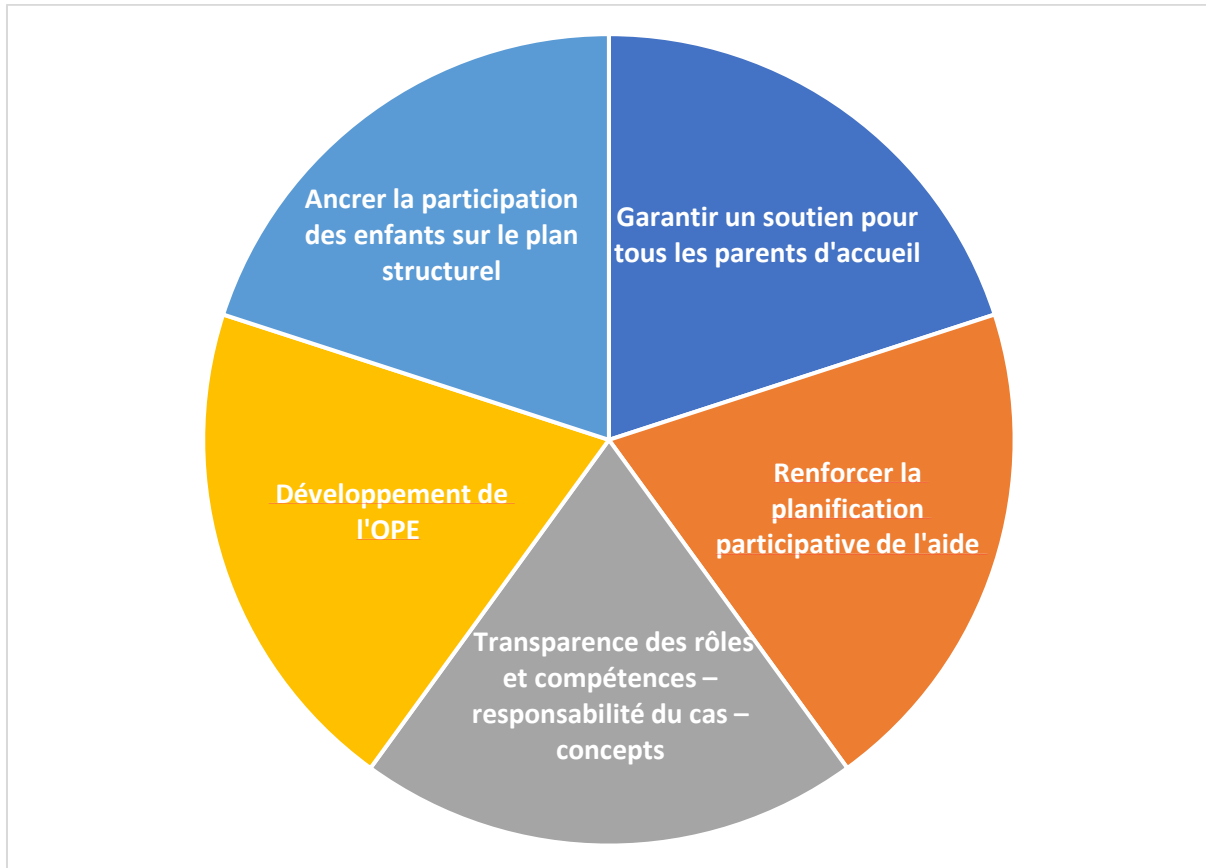 Ancrer la participation
des enfants sur le plan
structurel
Garantir un soutien pour
tous les parents d'accueil
Développement de
l'OPE
Renforcer la
planification
participative de l'aide
Transparence des rôles
et compétences –
responsabilité du cas –
concepts